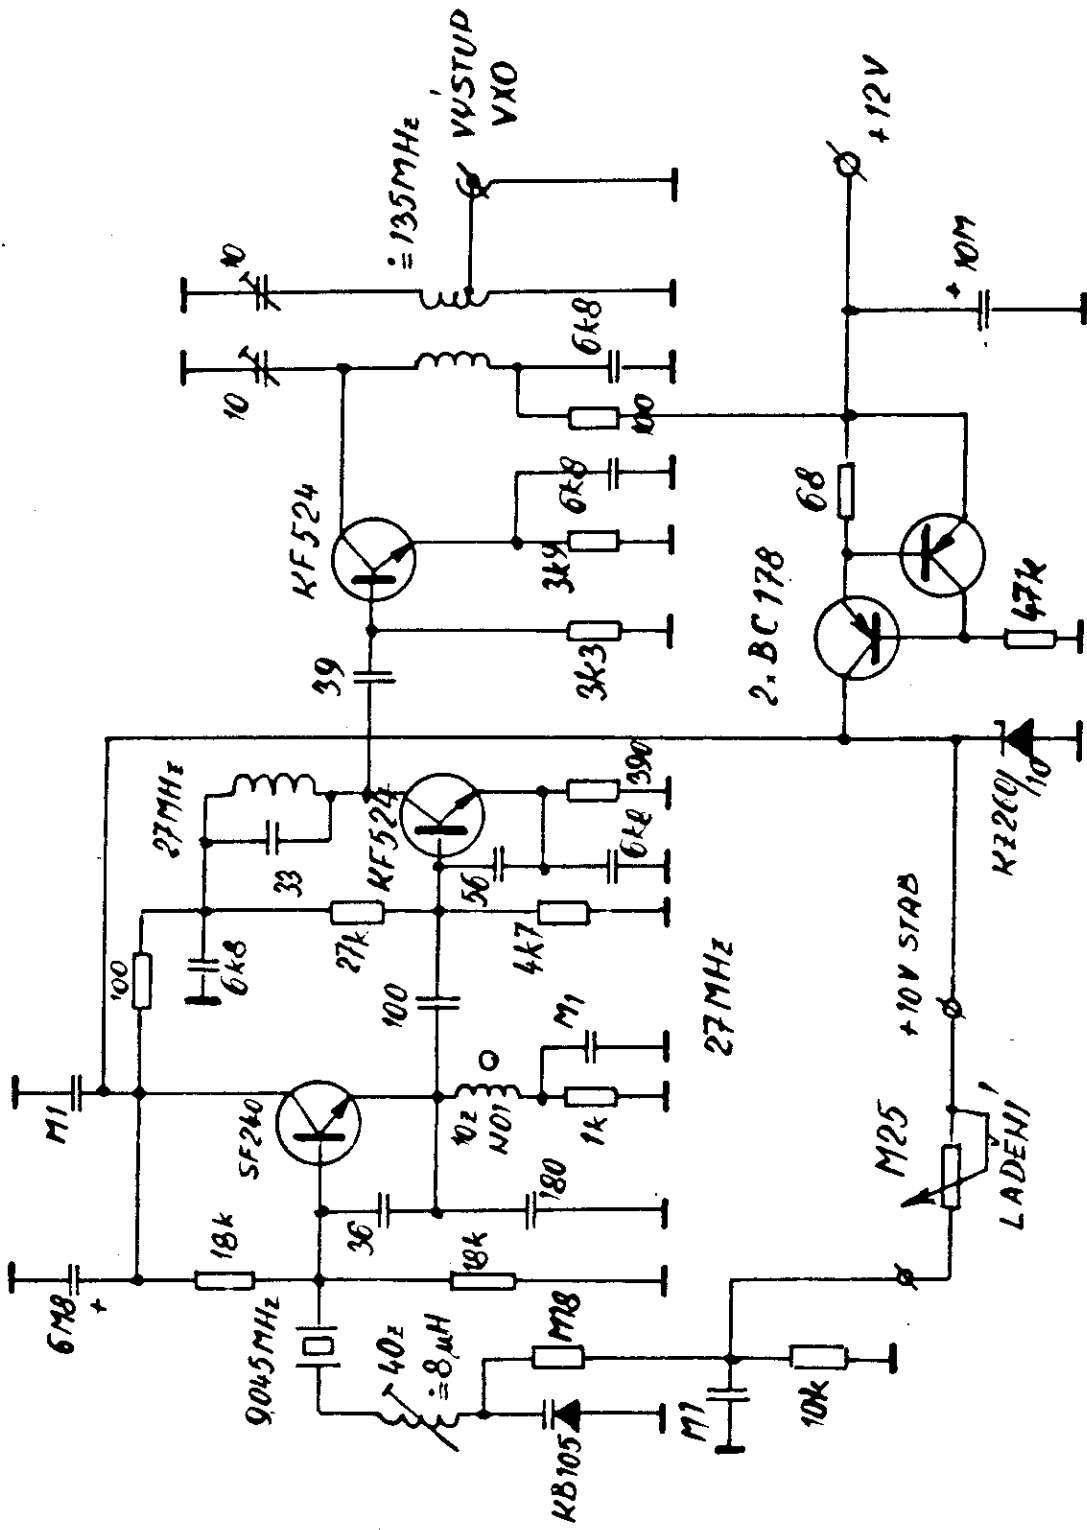 6M8
+
M1
100
27MHz
10
10
9,045MHz
18k
SF240
6k8
33
KF524
39
KF524
≐135MHz
VÝSTUP
VXO
40z
≐8µH
36
10z
N01
100
27k
56
KB105
M18
18k
180
1k
M1
4k7
6k8
390
3k3
3k9
6k8
100
6k8
27MHz
M1
10k
M25
LADĚNÍ
+10V STAB
KZ260/
/10
2×BC178
68
47k
+
10M
+12V